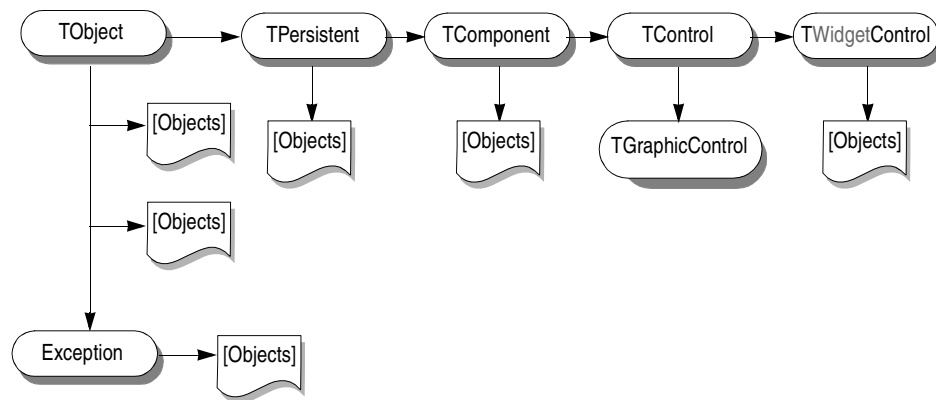 TObject
TPersistent
TComponent
TControl
TWidgetControl
[Objects]
[Objects]
[Objects]
[Objects]
TGraphicControl
[Objects]
Exception
[Objects]